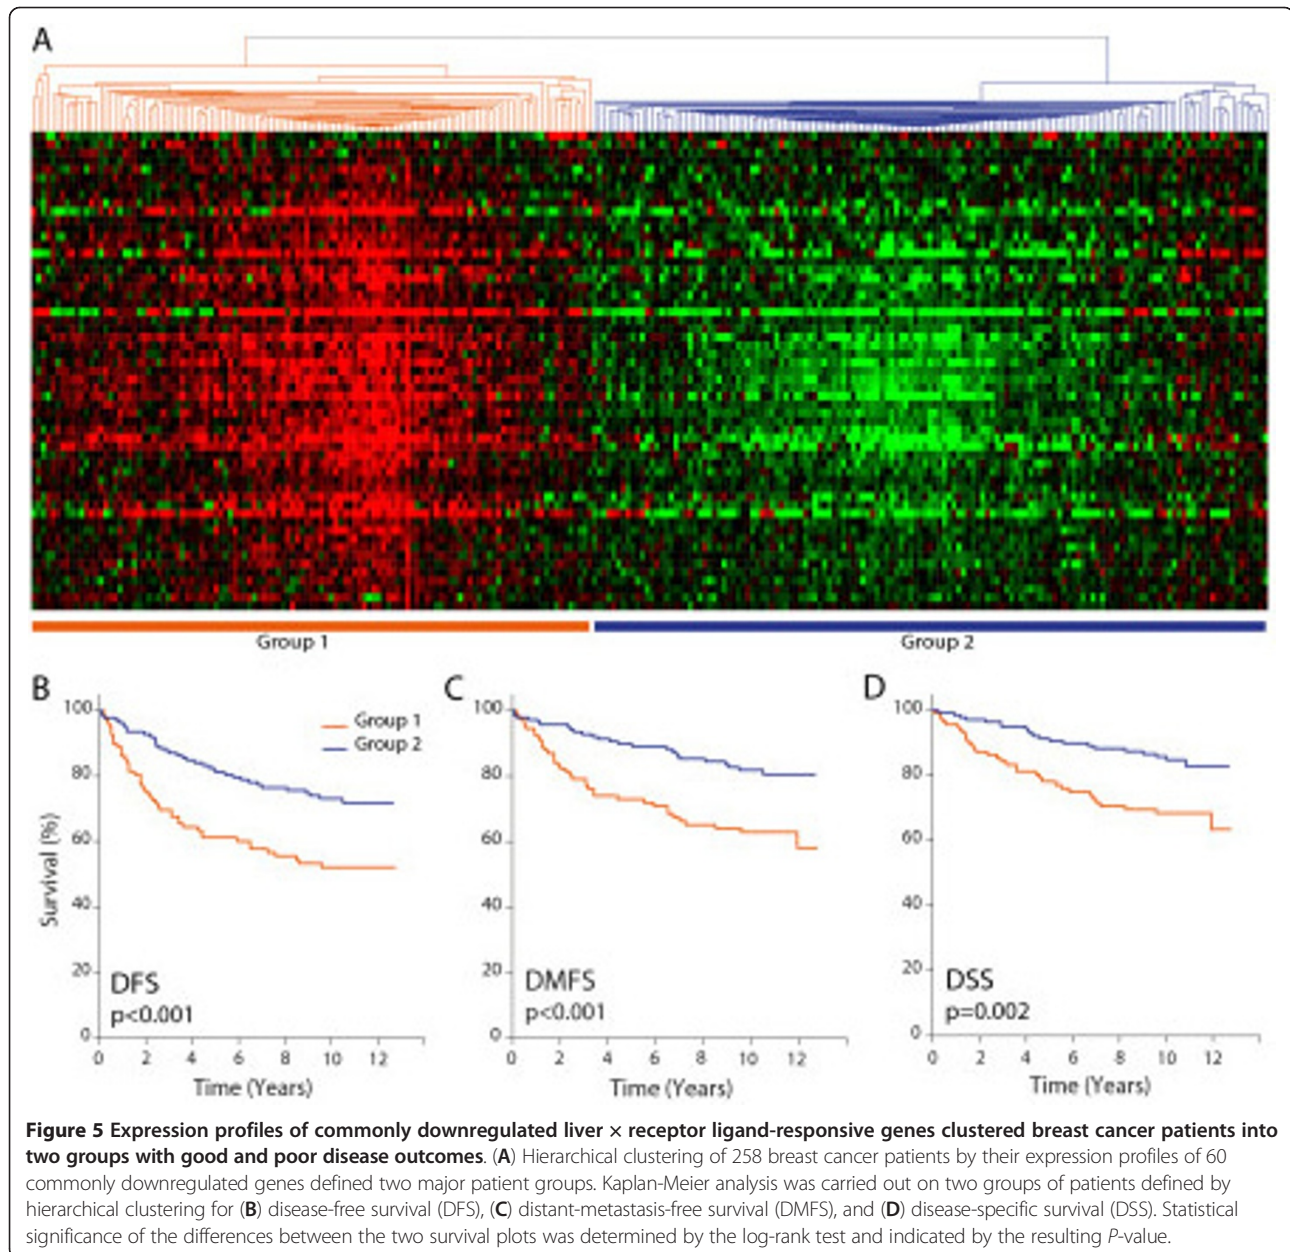 A
Group 1
Group 2
B
100
80
60
40
20
0
Survival (%)
Group 1
Group 2
DFS
p<0.001
0 2 4 6 8 10 12
Time (Years)
C
100
80
60
40
20
0
DMFS
p<0.001
0 2 4 6 8 10 12
Time (Years)
D
100
80
60
40
20
0
DSS
p=0.002
0 2 4 6 8 10 12
Time (Years)
Figure 5 Expression profiles of commonly downregulated liver × receptor ligand-responsive genes clustered breast cancer patients into
two groups with good and poor disease outcomes. (A) Hierarchical clustering of 258 breast cancer patients by their expression profiles of 60
commonly downregulated genes defined two major patient groups. Kaplan-Meier analysis was carried out on two groups of patients defined by
hierarchical clustering for (B) disease-free survival (DFS), (C) distant-metastasis-free survival (DMFS), and (D) disease-specific survival (DSS). Statistical
significance of the differences between the two survival plots was determined by the log-rank test and indicated by the resulting P-value.